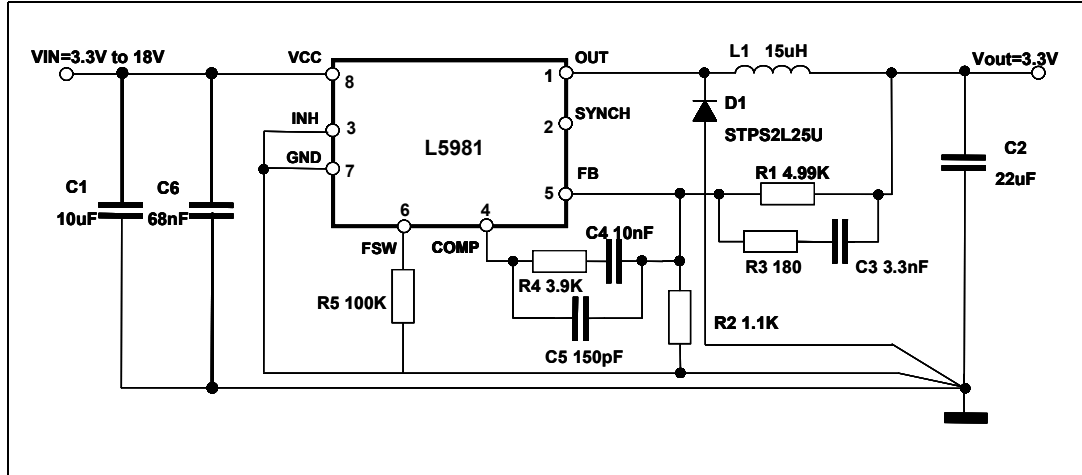 VIN=3.3V to 18V
VCC
8
INH
3
GND
7
L5981
1
OUT
2
SYNCH
5
FB
6
FSW
4
COMP
L1 15uH
Vout=3.3V
D1
STPS2L25U
C1
10uF
C6
68nF
C2
22uF
R1 4.99K
R3 180
C3 3.3nF
C4 10nF
R4 3.9K
R5 100K
C5 150pF
R2 1.1K